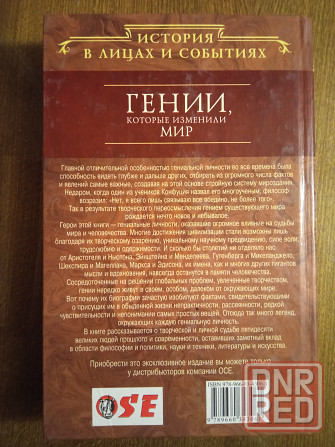 ИСТОРИЯ
В ЛИЦАХ И СОБЫТИЯХ
ГЕНИИ,
КОТОРЫЕ ИЗМЕНИЛИ
МИР
Главной отличительной особенностью гениальной личности во все времена была
способность видеть глубже и дальше других, отбирать из огромного числа фактов
и явлений самые важные, создавая на этой основе стройную систему мироздания.
Недаром, когда один из учеников Конфуция назвал его многоученым, философ
возразил: «Нет, я всего лишь связываю все воедино, не более того».
Так в результате творческого переосмысления существующего мира
рождается нечто новое и небывалое.
Герои этой книги — гениальные личности, оказавшие огромное влияние на судьбу
мира и человечества. Многие достижения цивилизации стали возможны лишь
благодаря их творческому озарению, уникальному научному предвидению, силе воли,
трудолюбию и одержимости. И сколько бы столетий ни отделяло нас
от Аристотеля и Ньютона, Эйнштейна и Менделеева, Гутенберга и Микеланджело,
Шекспира и Магеллана, Маркса и Эдисона, их имена, как и многих других гигантов
мысли и вдохновения, навсегда останутся в памяти человечества.
Сосредоточенные на решении глобальных проблем, увлеченные творчеством,
гении нередко живут в своем, особом, далеком от окружающих мире.
Вот почему их биографии зачастую изобилуют фактами, свидетельствующими
о присущих им в обыденной жизни непрактичности, рассеянности, редкой
чувствительности и непонимании самых простых вещей. Отсюда так много легенд,
окружающих каждую гениальную личность.
В книге рассказывается о творческой и личной судьбе пятидесяти
великих людей прошлого и современности, оставивших заметный вклад
в области философии и политики, науки и техники, литературы и искусства.
Приобрести это эксклюзивное издание вы можете только
у дистрибьюторов компании ОСЕ.
OSE
DNR
RED